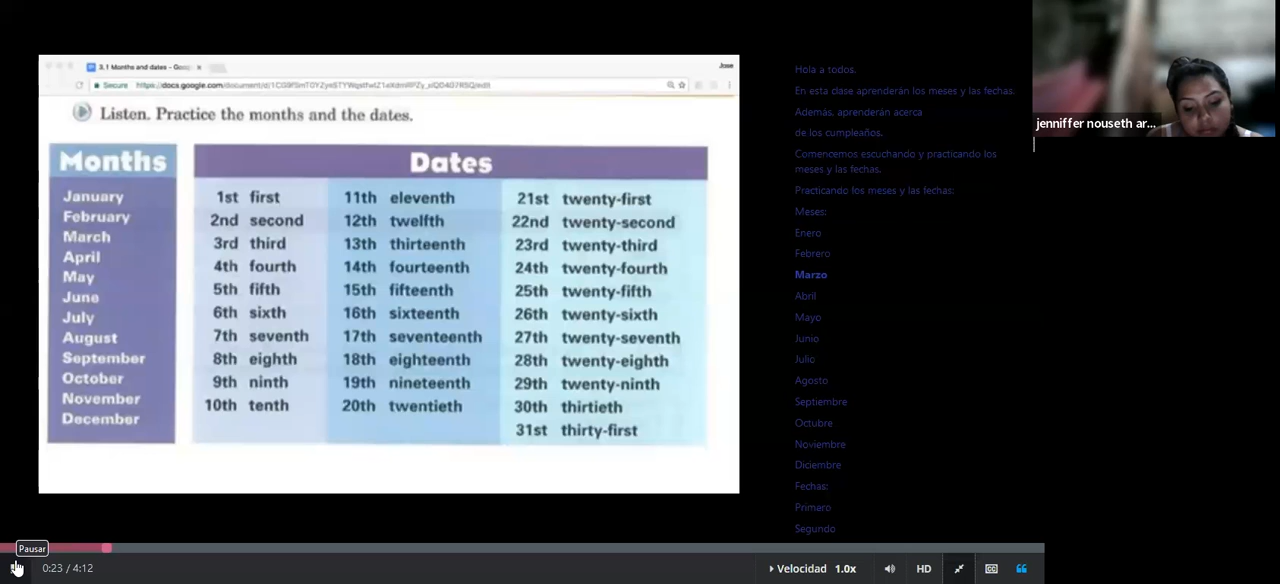 3.1 Months and dates - Goo
Jose
Secure
Listen. Practice the months and the dates.
Months
January
February
March
April
May
June
July
August
September
October
November
December
Dates
1st first
2nd second
3rd third
4th fourth
5th fifth
6th sixth
7th seventh
8th eighth
9th ninth
10th tenth
11th eleventh
12th twelfth
13th thirteenth
14th fourteenth
15th fifteenth
16th sixteenth
17th seventeenth
18th eighteenth
19th nineteenth
20th twentieth
21st twenty-first
22nd twenty-second
23rd twenty-third
24th twenty-fourth
25th twenty-fifth
26th twenty-sixth
27th twenty-seventh
28th twenty-eighth
29th twenty-ninth
30th thirtieth
31st thirty-first
Hola a todos.
En esta clase aprenderán los meses y las fechas.
Además, aprenderán acerca
de los cumpleaños.
Comencemos escuchando y practicando los
meses y las fechas.
Practicando los meses y las fechas:
Meses:
Enero
Febrero
Marzo
Abril
Mayo
Junio
Julio
Agosto
Septiembre
Octubre
Noviembre
Diciembre
Fechas:
Primero
Segundo
jenniffer nouseth ar...
Pausar
0:23 / 4:12
Velocidad 1.0x
HD
CC